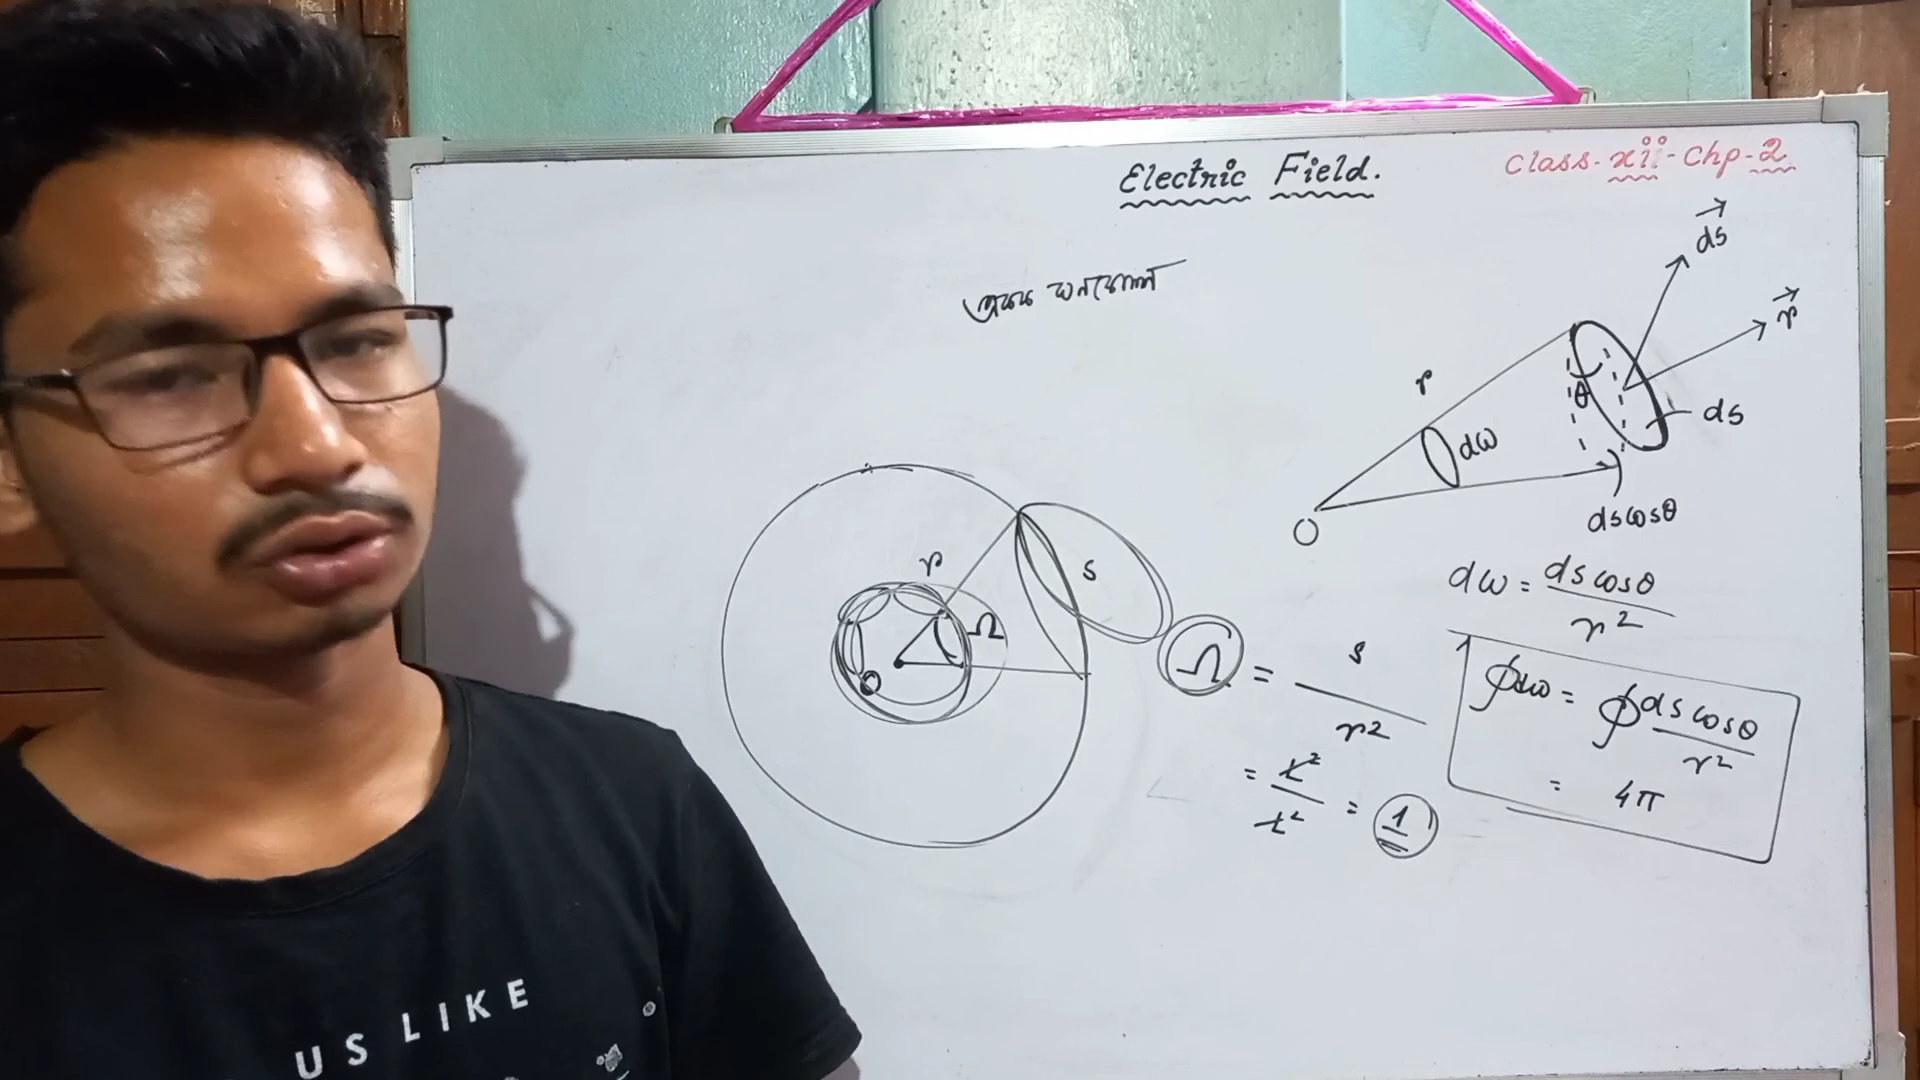 Electric Field.
Class-xii-Chp-2
ds
r
ds
r
dω
θ
dscosθ
O
dω = dscosθ / r²
r
s
Ω
O
Ω = s / r²
= r² / r² = 1
∮dω = ∮ dscosθ / r²
= 4π
US LIKE